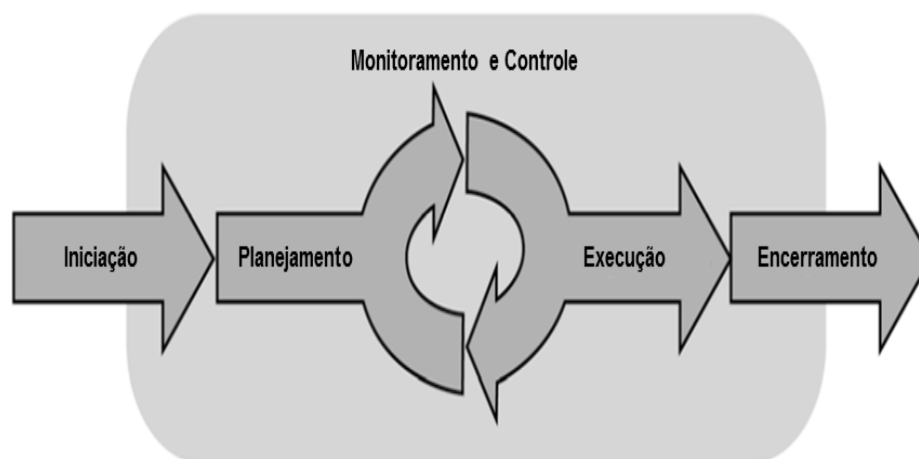 Monitoramento e Controle
Iniciação
Planejamento
Execução
Encerramento